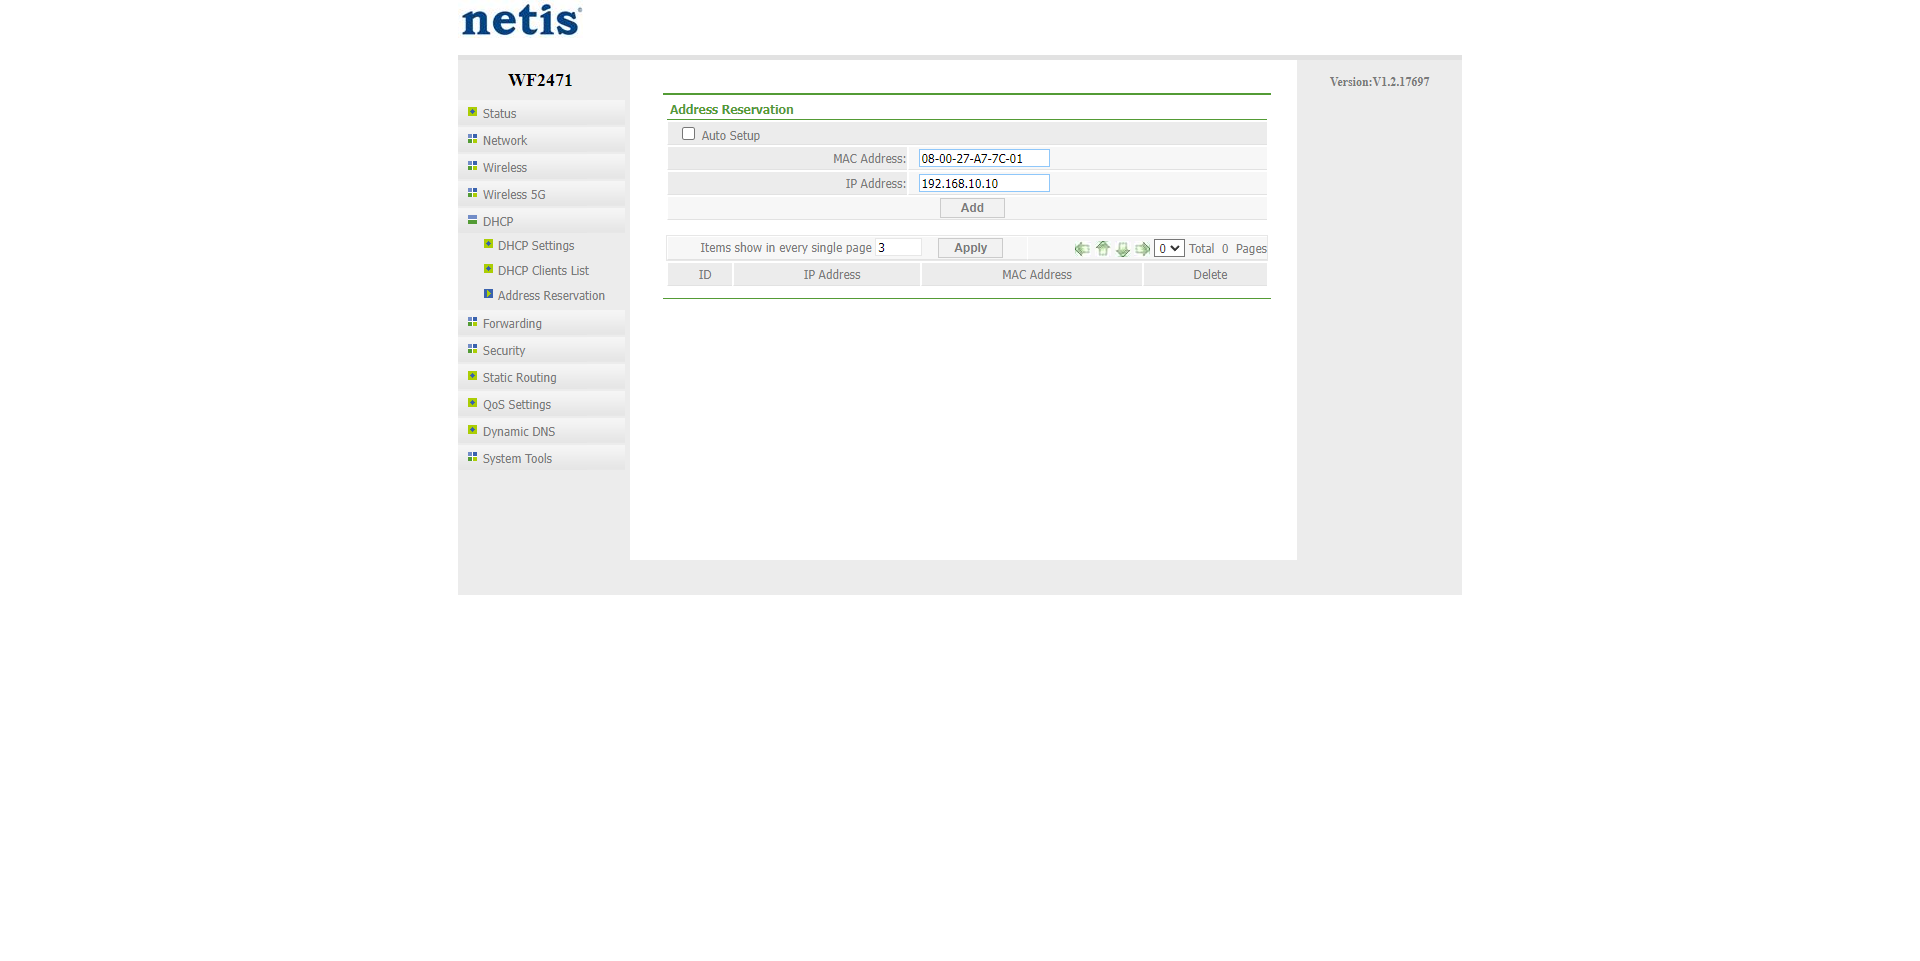 netis
WF2471
Version:V1.2.17697
Status
Network
Wireless
Wireless 5G
DHCP
DHCP Settings
DHCP Clients List
Address Reservation
Forwarding
Security
Static Routing
QoS Settings
Dynamic DNS
System Tools
Address Reservation
Auto Setup
MAC Address: 08-00-27-A7-7C-01
IP Address: 192.168.10.10
Add
Items show in every single page 3 Apply 0 Total 0 Pages
ID IP Address MAC Address Delete